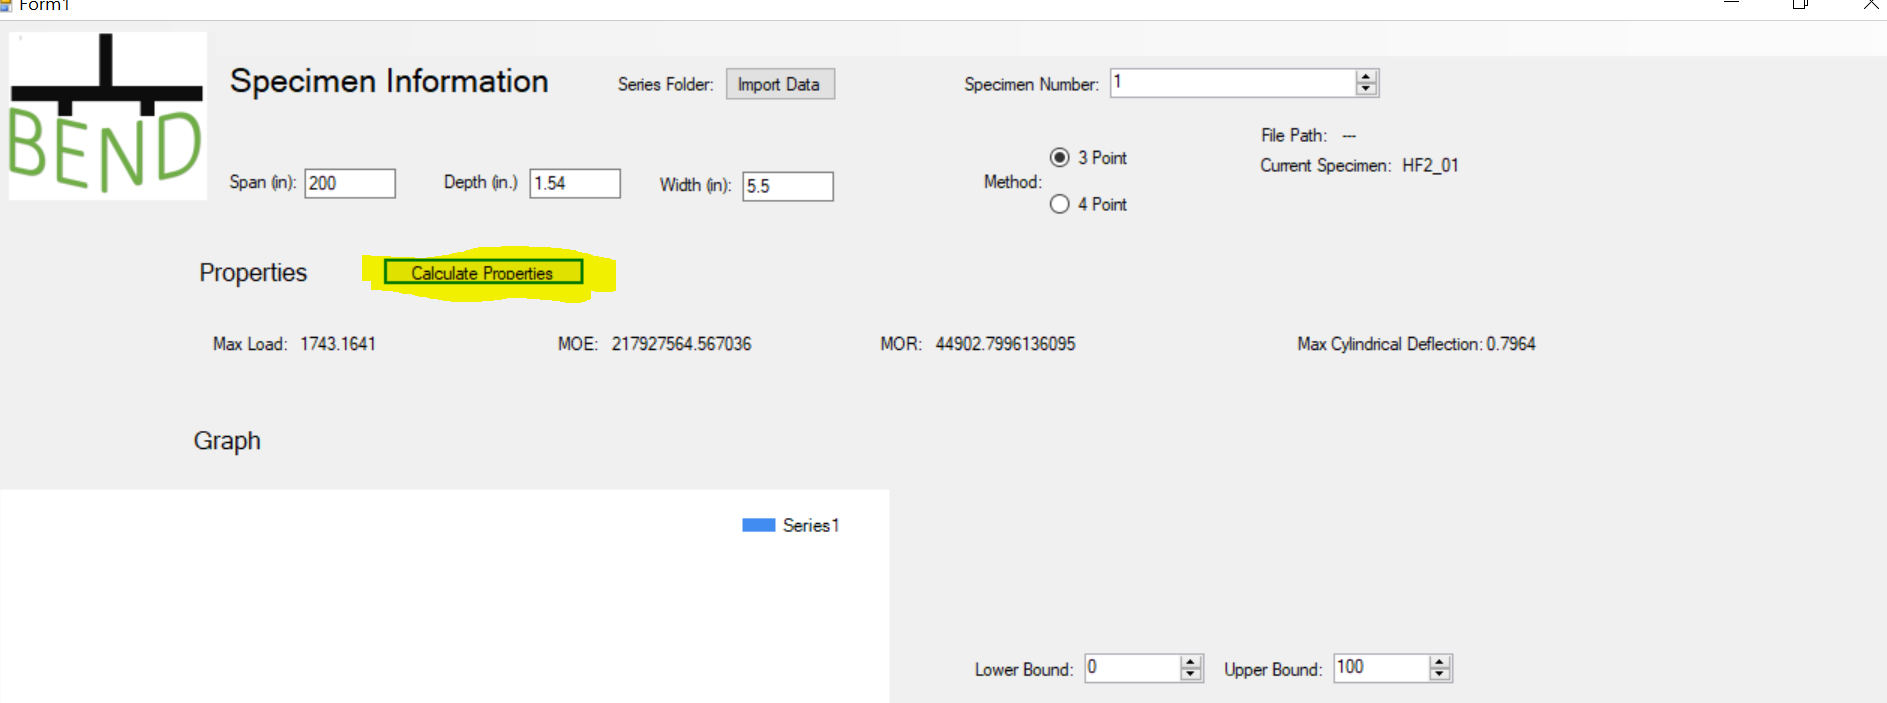 Form1
BEND
Specimen Information
Series Folder: Import Data
Specimen Number: 1
File Path: ---
Current Specimen: HF2_01
Span (in): 200
Depth (in.) 1.54
Width (in): 5.5
Method:
3 Point
4 Point
Properties
Calculate Properties
Max Load: 1743.1641
MOE: 217927564.567036
MOR: 44902.7996136095
Max Cylindrical Deflection: 0.7964
Graph
Series1
Lower Bound: 0
Upper Bound: 100